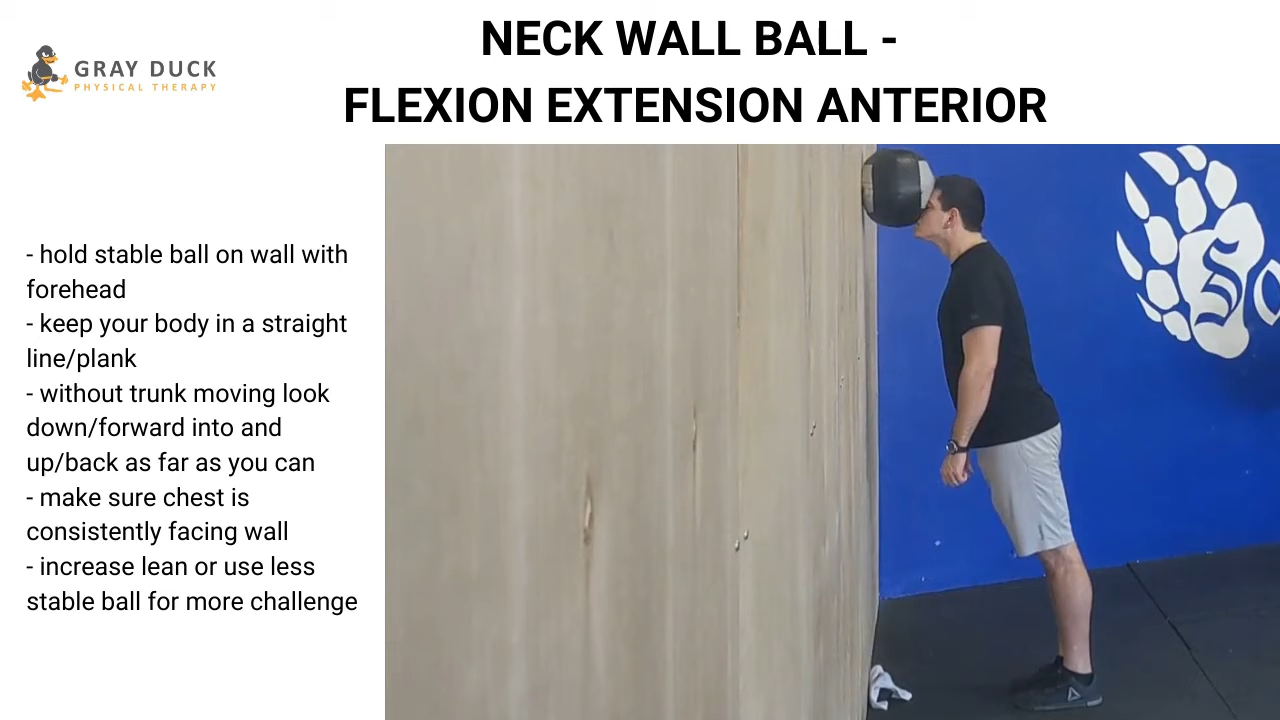 GRAY DUCK
PHYSICAL THERAPY
NECK WALL BALL -
FLEXION EXTENSION ANTERIOR
- hold stable ball on wall with
forehead
- keep your body in a straight
line/plank
- without trunk moving look
down/forward into and
up/back as far as you can
- make sure chest is
consistently facing wall
- increase lean or use less
stable ball for more challenge